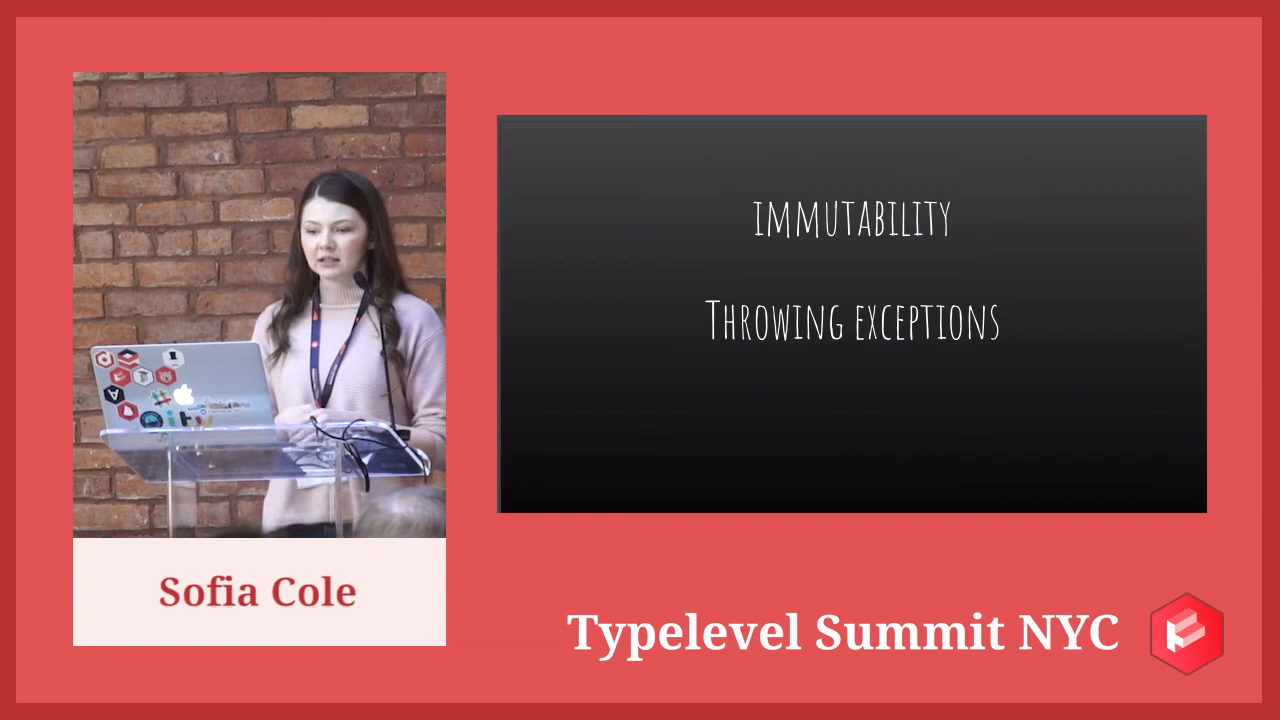 IMMUTABILITY
THROWING EXCEPTIONS
Sofia Cole
Typelevel Summit NYC